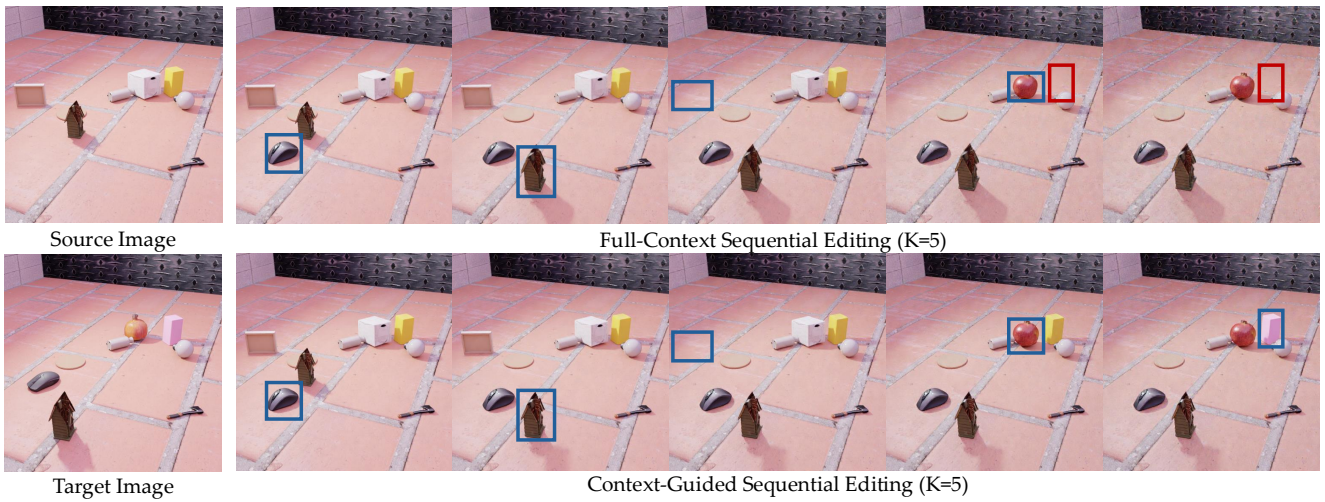 Source Image
Full-Context Sequential Editing (K=5)
Target Image
Context-Guided Sequential Editing (K=5)